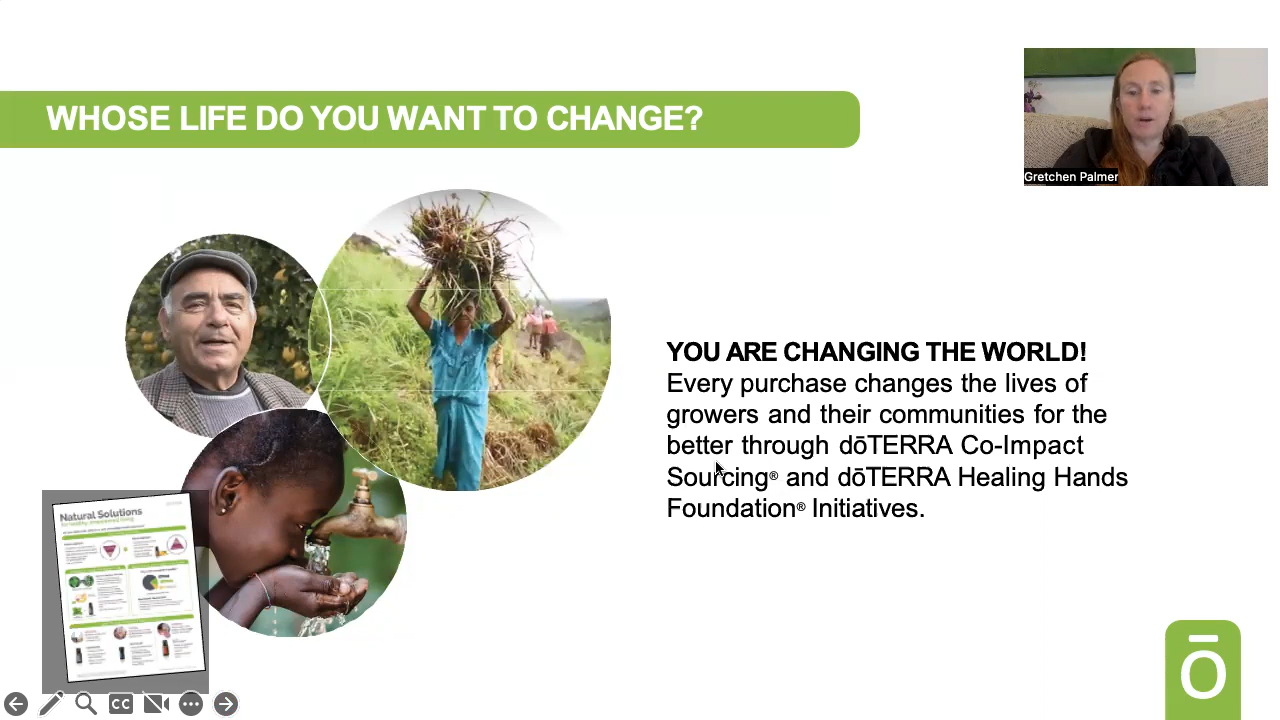 WHOSE LIFE DO YOU WANT TO CHANGE?
Gretchen Palmer
YOU ARE CHANGING THE WORLD!
Every purchase changes the lives of
growers and their communities for the
better through dōTERRA Co-Impact
Sourcing® and dōTERRA Healing Hands
Foundation® Initiatives.
Natural Solutions
CC
ō